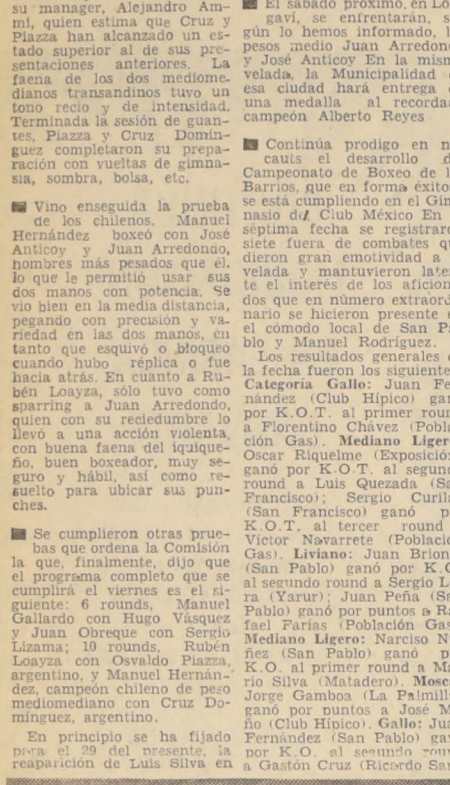 su manager, Alejandro Am-
mi, quien estima que Cruz y
Piazza han alcanzado un es-
tado superior al de sus pre-
sentaciones anteriores. La
faena de los dos mediome-
dianos transandinos tuvo un
tono recio y de intensidad.
Terminada la sesión de guan-
tes, Piazza y Cruz Domín-
guez completaron su prepa-
ración con vueltas de gimna-
sia, sombra, bolsa, etc.
Vino enseguida la prueba
de los chilenos. Manuel
Hernández boxeó con José
Anticoy y Juan Arredondo,
hombres más pesados que él.
lo que le permitió usar sus
dos manos con potencia. Se
vio bien en la media distancia,
pegando con precisión y va-
riedad en las dos manos, en
tanto que esquivó o bloqueo
cuando hubo réplica o fue
hacia atrás. En cuanto a Ru-
bén Loayza, sólo tuvo como
sparring a Juan Arredondo,
quien con su reciedumbre lo
llevó a una acción violenta,
con buena faena del iquique-
ño, buen boxeador, muy se-
guro y hábil, así como re-
suelto para ubicar sus pun-
ches.
Se cumplieron otras prue-
bas que ordena la Comisión
la que, finalmente, dijo que
el programa completo que se
cumplirá el viernes es el si-
guiente: 6 rounds, Manuel
Gallardo con Hugo Vásquez
y Juan Obreque con Sergio
Lizama; 10 rounds, Rubén
Loayza con Osvaldo Piazza,
argentino, y Manuel Hernán-
dez, campeón chileno de peso
mediomediano con Cruz Do-
mínguez, argentino.
En principio se ha fijado
para el 29 del presente, la
reaparición de Luis Silva en
El sábado próximo, en Lo
gaví, se enfrentarán, s
gún lo hemos informado, l
pesos medio Juan Arredon
y José Anticoy En la mism
velada, la Municipalidad
esa ciudad hará entrega
una medalla al recorda
campeón Alberto Reyes
Continúa prodigo en n
cauts el desarrollo d
Campeonato de Boxeo de l
Barrios, que en forma éxito
se está cumpliendo en el Gim
nasio del Club México En
séptima fecha se registraro
siete fuera de combates qu
dieron gran emotividad a
velada y mantuvieron late
te el interés de los aficion
dos que en número extraord
nario se hicieron presente
el cómodo local de San Pa
blo y Manuel Rodríguez.
Los resultados generales
la fecha fueron los siguiente
Categoría Gallo: Juan Fe
nández (Club Hípico) gan
por K.O.T. al primer roun
a Florentino Chávez (Pobla
ción Gas). Mediano Liger
Oscar Riquelme (Exposició
ganó por K.O.T. al segun
round a Luis Quezada (Sa
Francisco); Sergio Curila
(San Francisco) ganó p
K.O.T. al tercer round
Víctor Navarrete (Població
Gas). Liviano: Juan Brion
(San Pablo) ganó por K.O
al segundo round a Sergio L
ra (Yarur); Juan Peña (Sa
Pablo) ganó por puntos a Ra
fael Farías (Población Gas
Mediano Ligero: Narciso N
ñez (San Pablo) ganó p
K.O. al primer round a Ma
rio Silva (Matadero). Mosc
Jorge Gamboa (La Palmill
ganó por puntos a José M
ño (Club Hípico). Gallo: Jua
Fernández (San Pablo) gan
por K.O. al segundo roun
a Gastón Cruz (Ricardo San